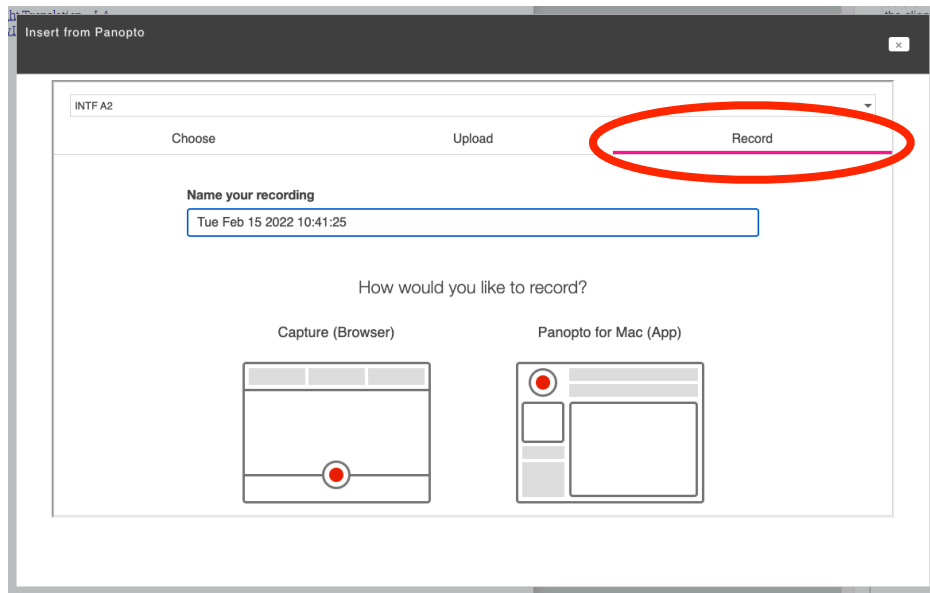 Insert from Panopto
×
INTF A2
Choose Upload Record
Name your recording
Tue Feb 15 2022 10:41:25
How would you like to record?
Capture (Browser) Panopto for Mac (App)